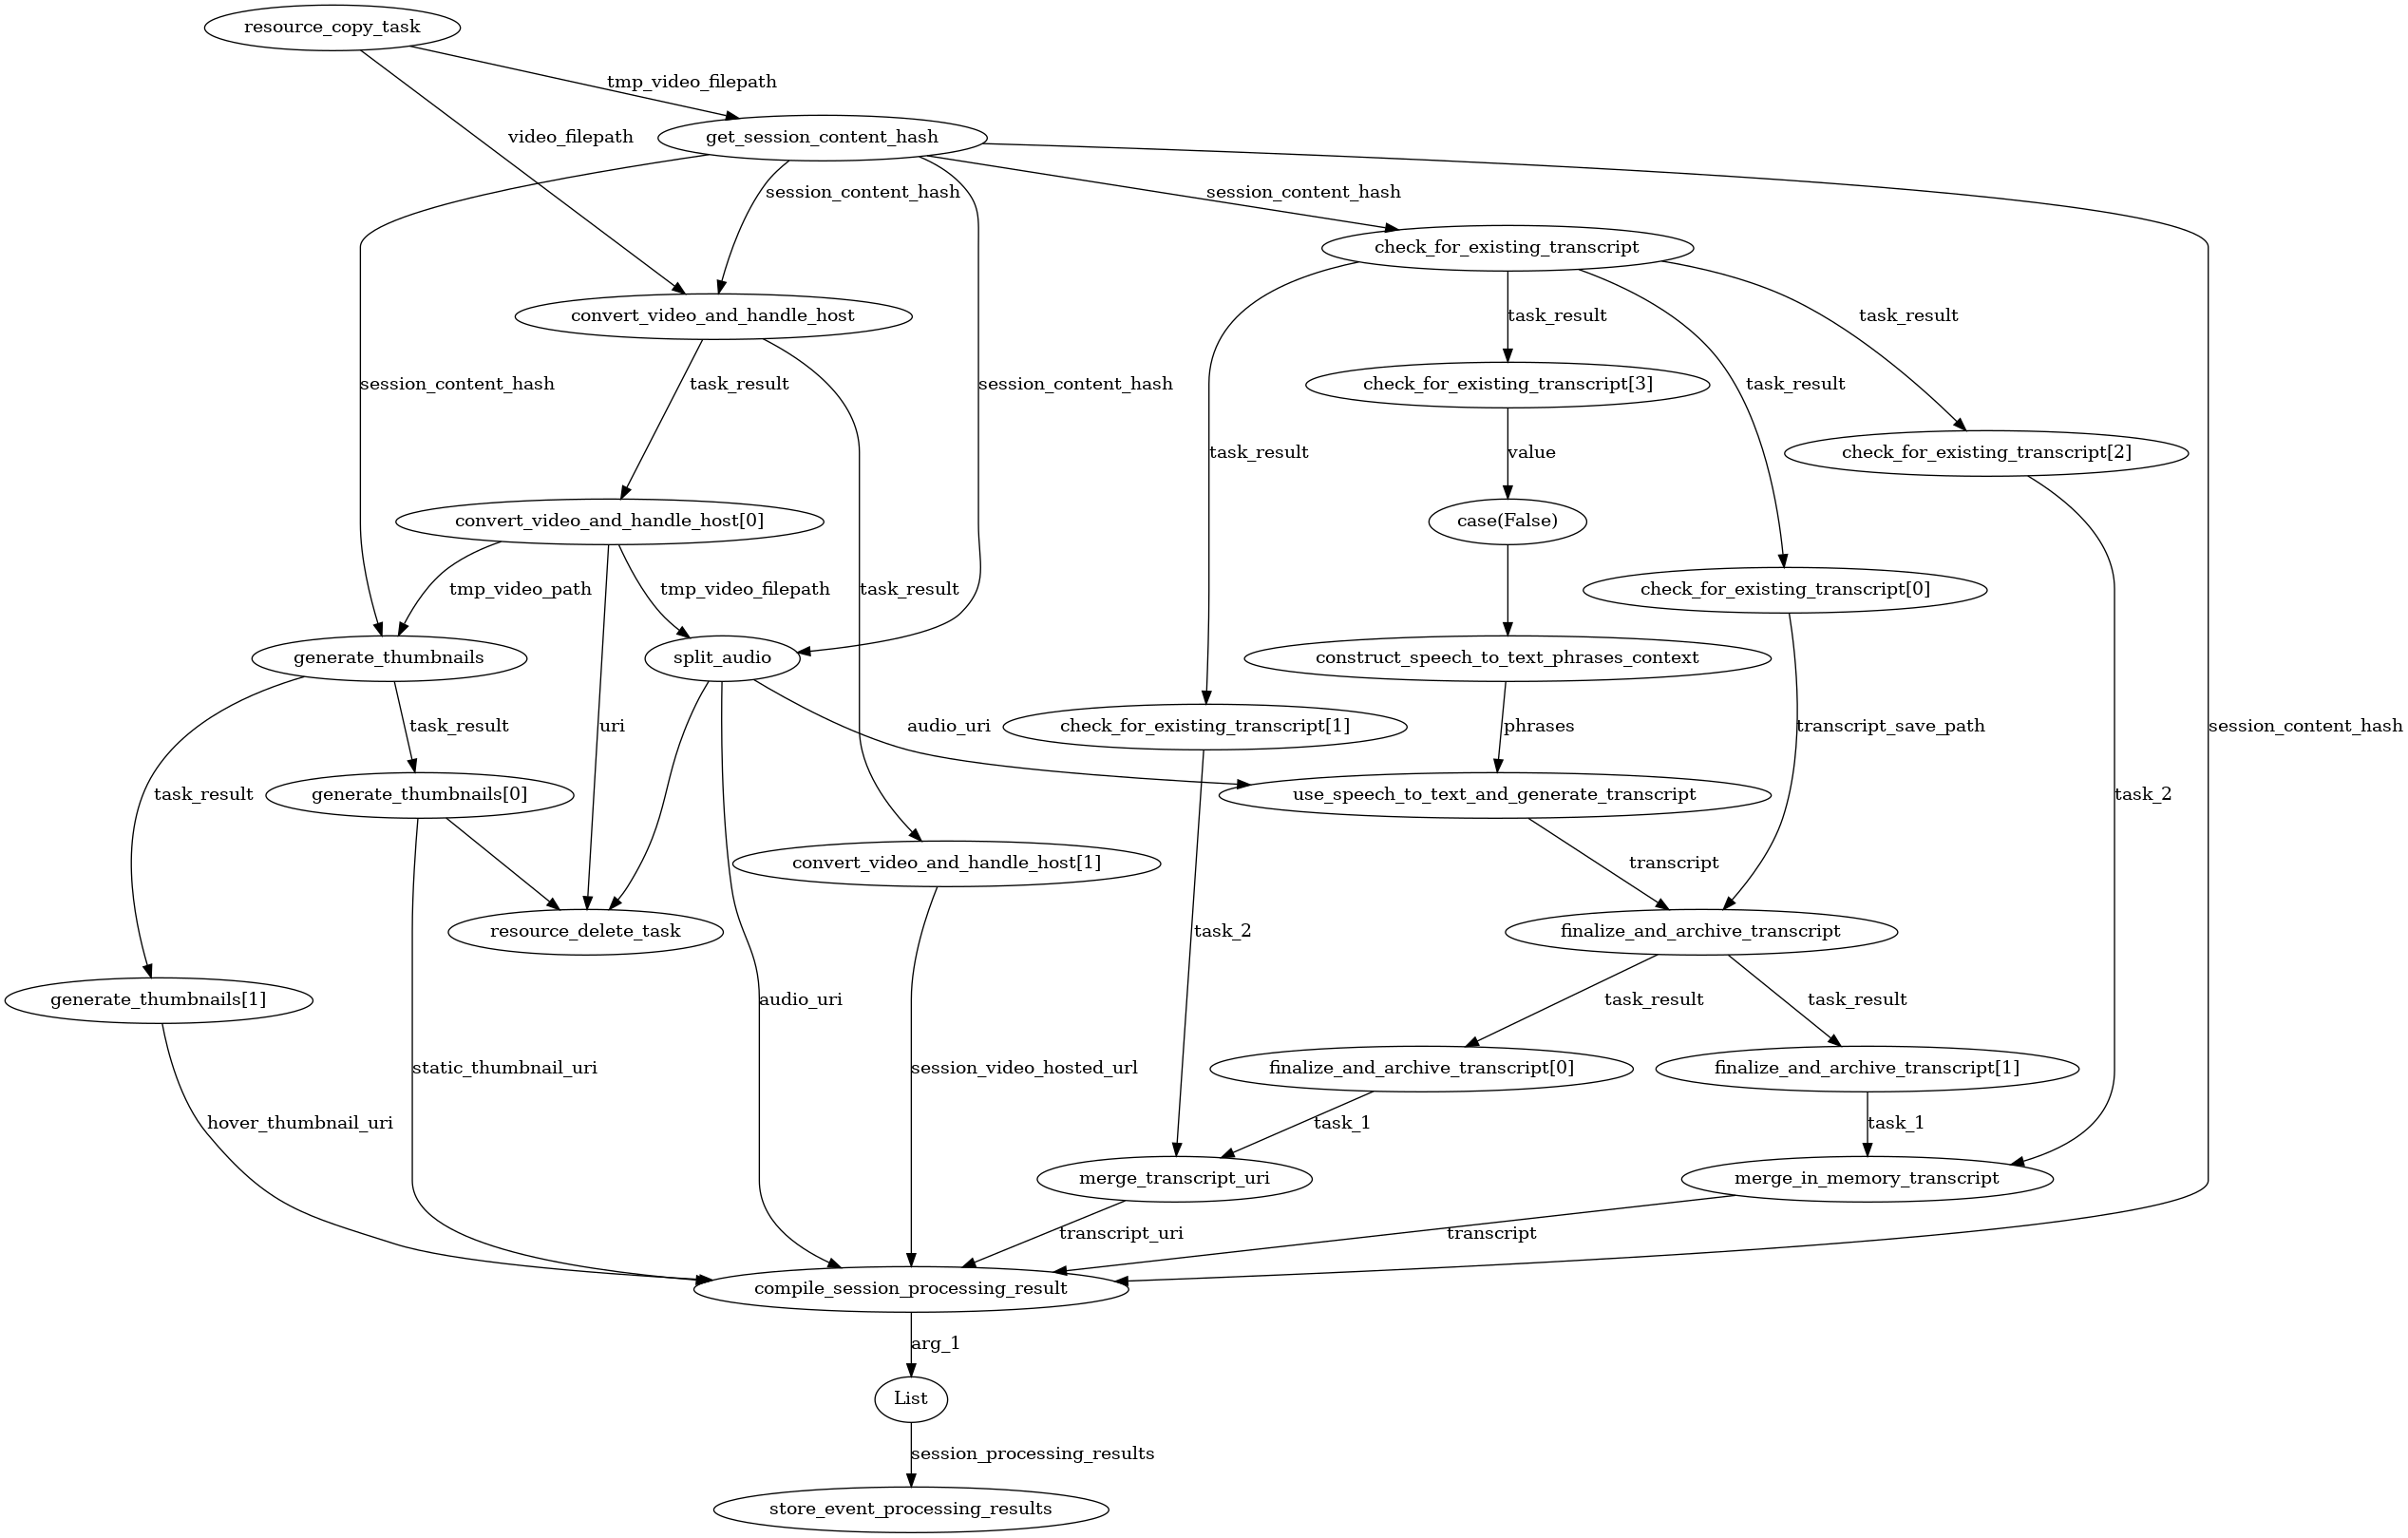 resource_copy_task
tmp_video_filepath
video_filepath
get_session_content_hash
session_content_hash
session_content_hash
check_for_existing_transcript
convert_video_and_handle_host
task_result
task_result
session_content_hash
task_result
session_content_hash
check_for_existing_transcript[3]
task_result
task_result
value
check_for_existing_transcript[2]
convert_video_and_handle_host[0]
case(False)
tmp_video_path
tmp_video_filepath
task_result
check_for_existing_transcript[0]
generate_thumbnails
split_audio
construct_speech_to_text_phrases_context
task_result
uri
audio_uri
check_for_existing_transcript[1]
phrases
transcript_save_path
session_content_hash
task_result
generate_thumbnails[0]
use_speech_to_text_and_generate_transcript
task_2
convert_video_and_handle_host[1]
transcript
resource_delete_task
task_2
finalize_and_archive_transcript
generate_thumbnails[1]
audio_uri
task_result
task_result
static_thumbnail_uri
session_video_hosted_url
finalize_and_archive_transcript[0]
finalize_and_archive_transcript[1]
hover_thumbnail_uri
task_1
task_1
merge_transcript_uri
merge_in_memory_transcript
transcript_uri
transcript
compile_session_processing_result
arg_1
List
session_processing_results
store_event_processing_results